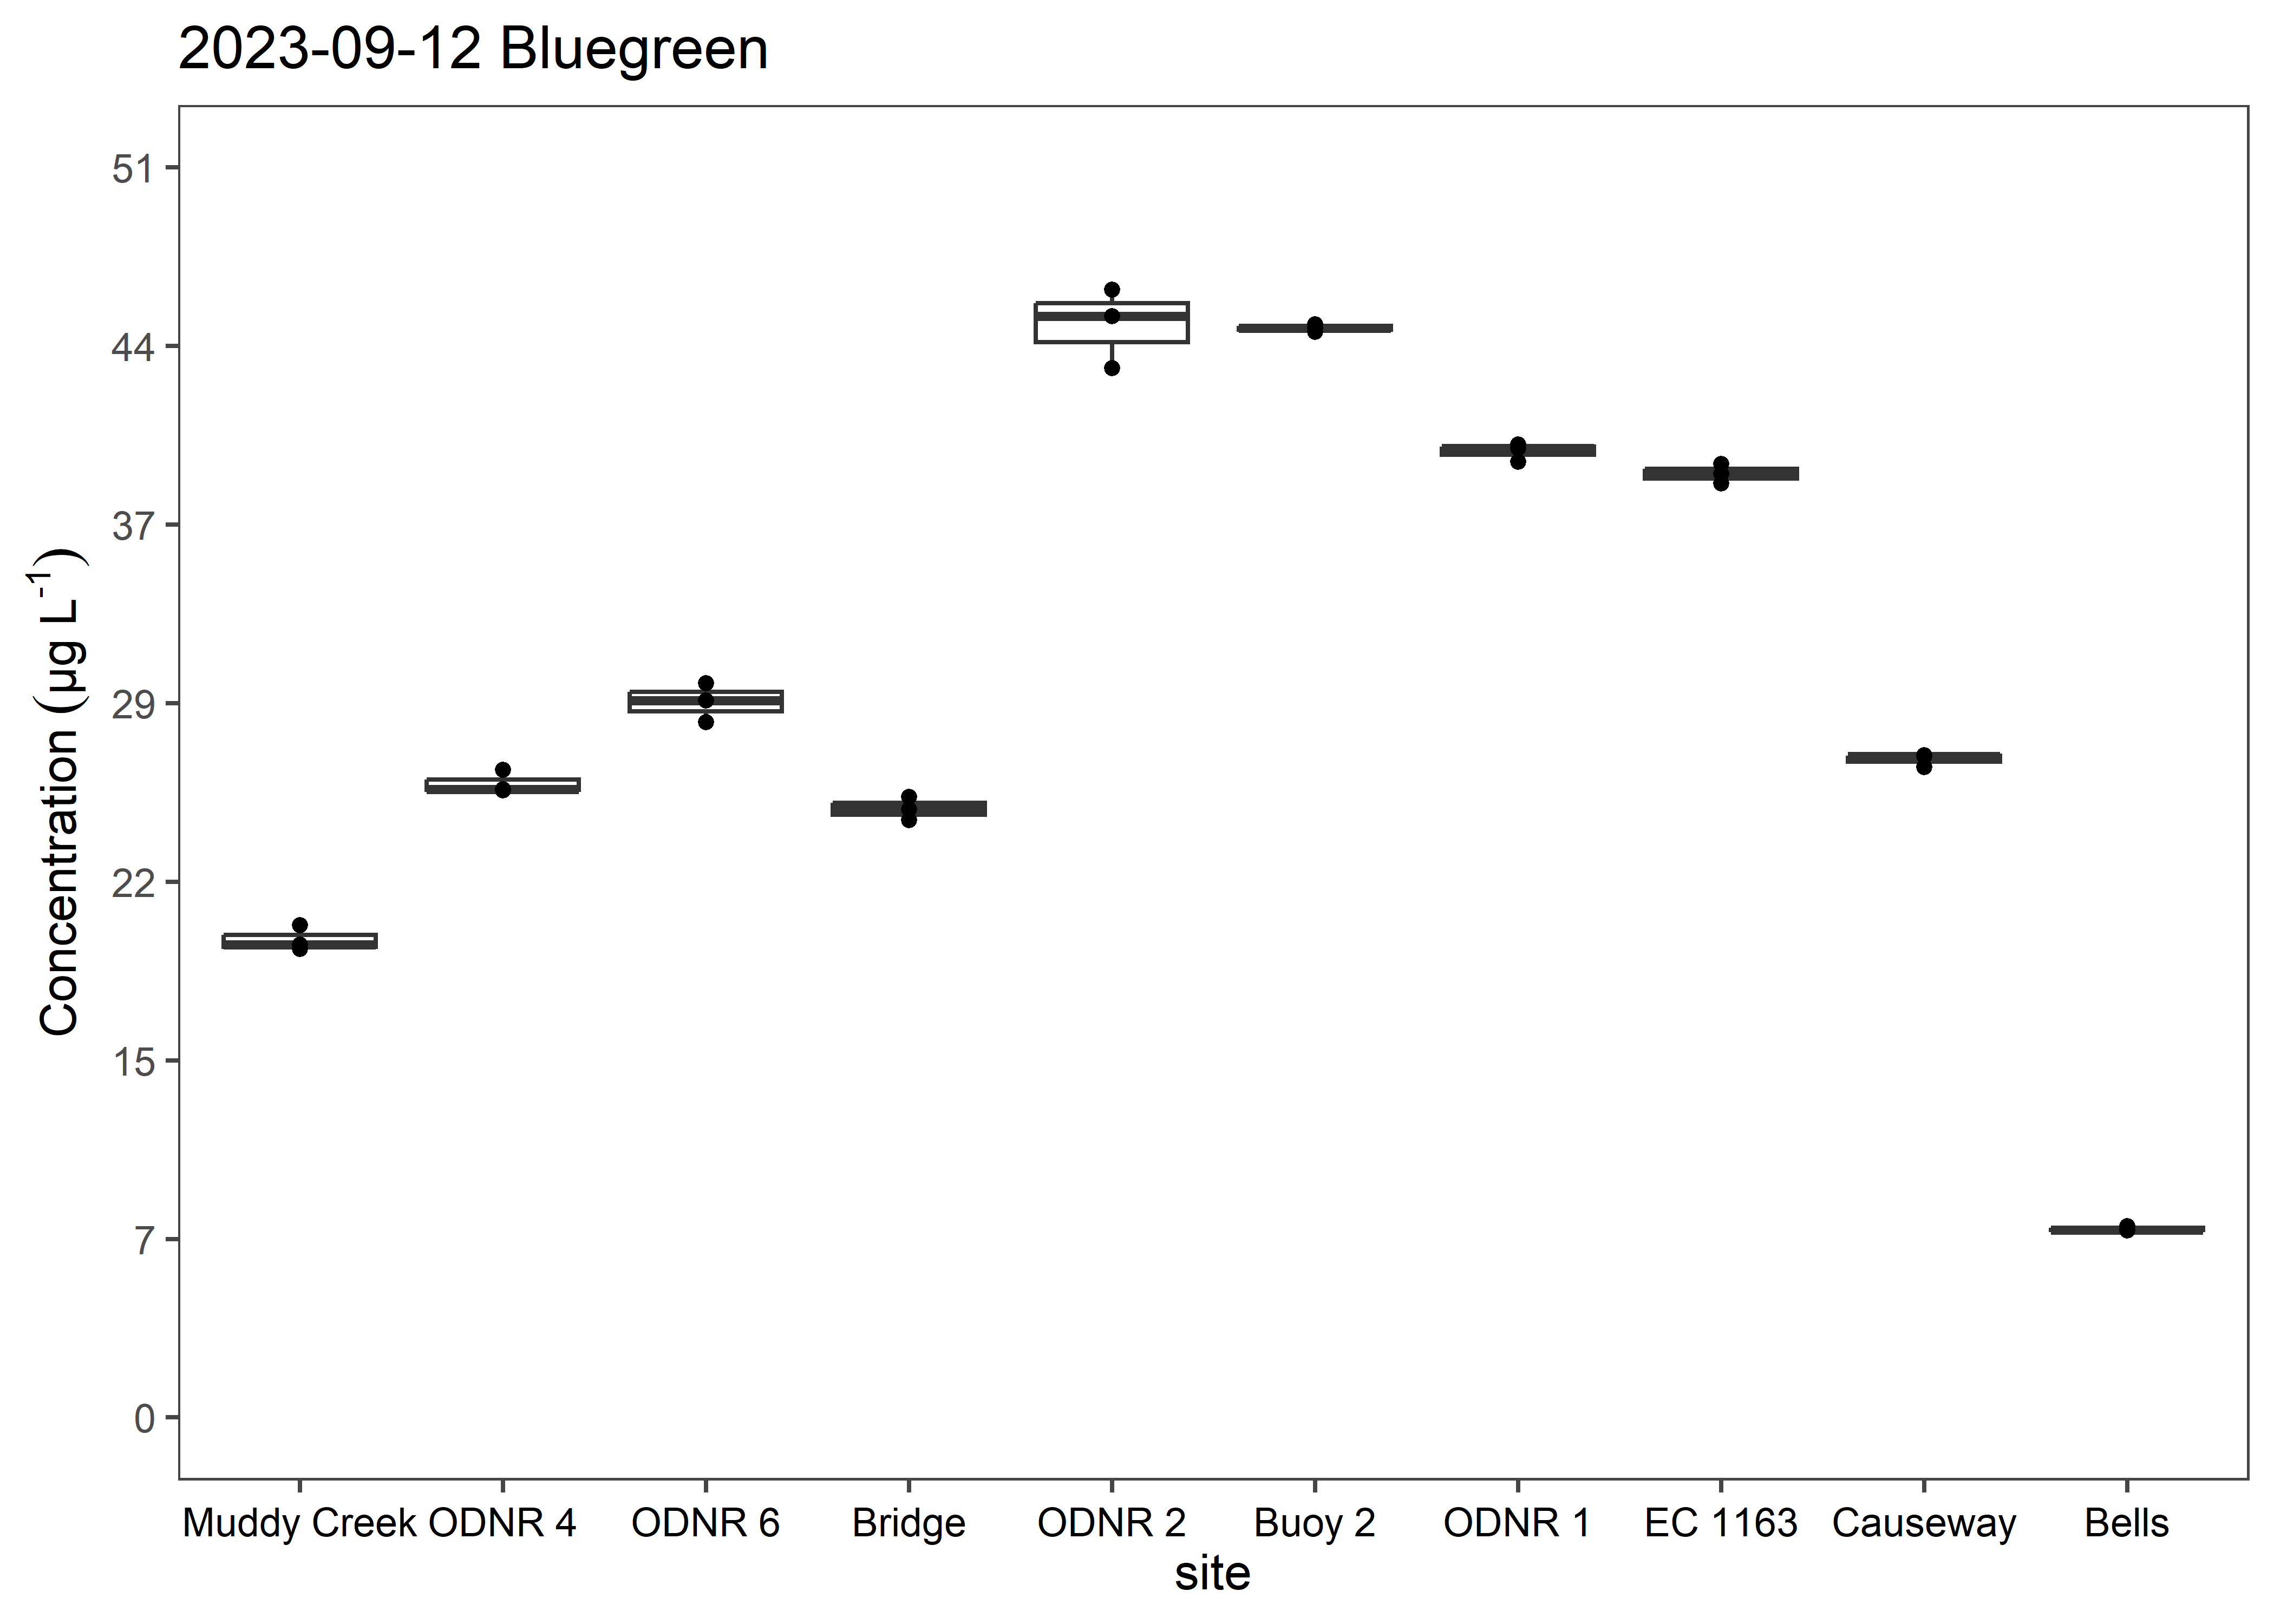 2023-09-12 Bluegreen
Concentration (µg L⁻¹)
51
44
37
29
22
15
7
0
Muddy Creek ODNR 4 ODNR 6 Bridge ODNR 2 Buoy 2 ODNR 1 EC 1163 Causeway Bells
site